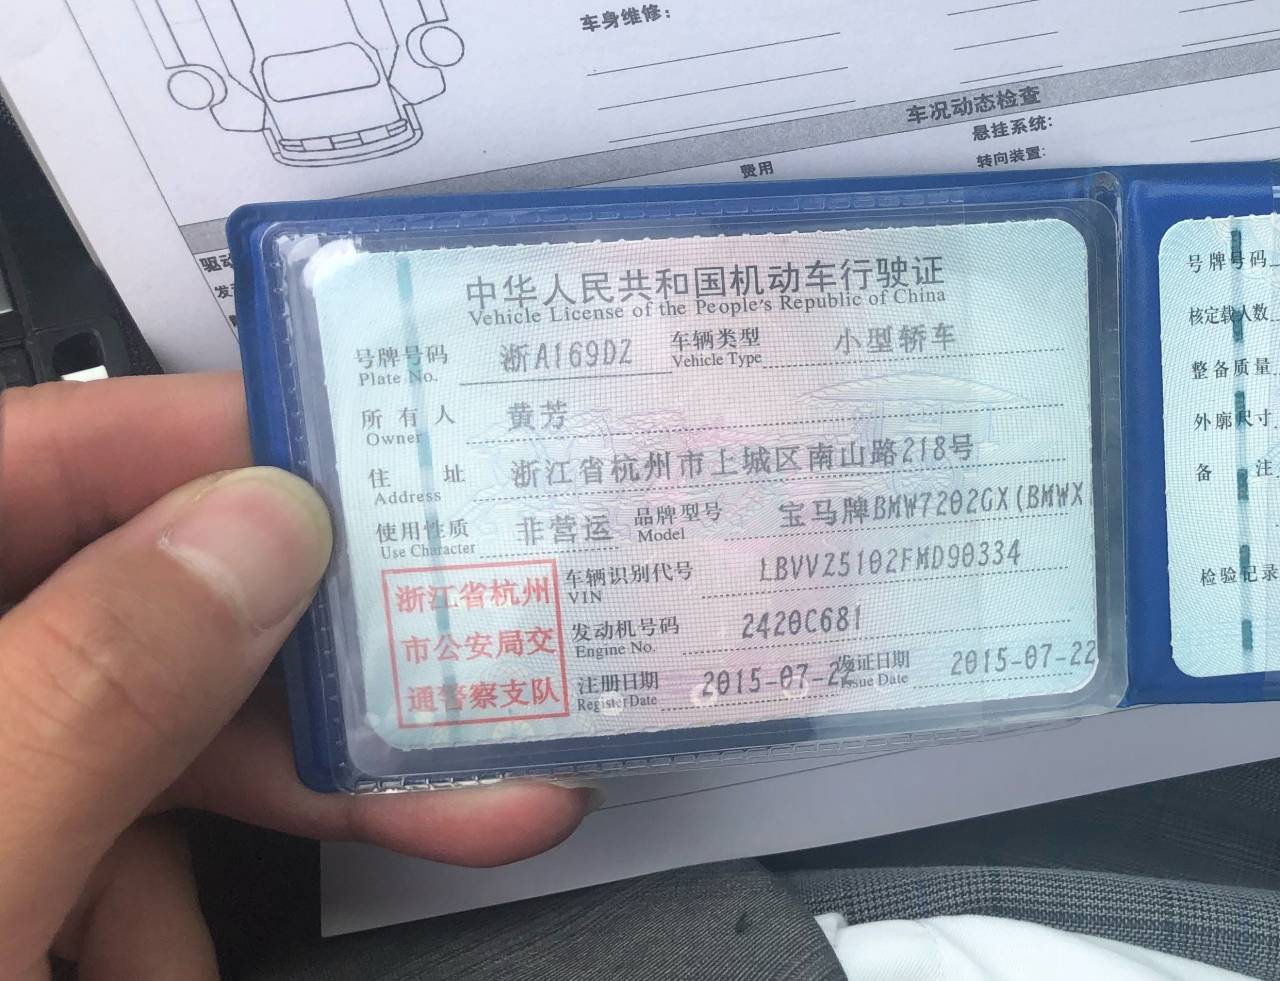 车身维修:
车况动态检查
悬挂系统:
费用
转向装置:
驱动
中华人民共和国机动车行驶证
Vehicle License of the People's Republic of China
号牌号码 浙A169DZ 车辆类型 小型轿车
Plate No. Vehicle Type
所有人 黄芳
Owner
住址 浙江省杭州市上城区南山路218号
Address
使用性质 非营运 品牌型号 宝马牌BMW7202GX(BMWX
Use Character Model
浙江省杭州
市公安局交
通警察支队
车辆识别代号 LBVVZ5102FMD90334
VIN
发动机号码 2420C681
Engine No.
注册日期 2015-07-22 发证日期 2015-07-22
Register Date Issue Date
号牌号码
核定载人数
整备质量
外廓尺寸
备注
检验记录